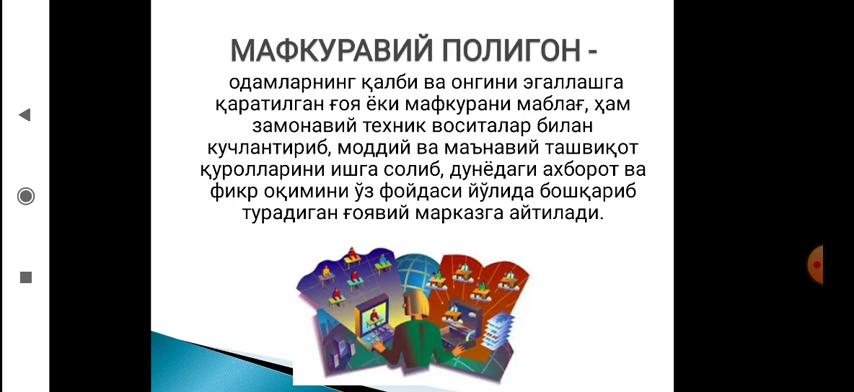 МАФКУРАВИЙ ПОЛИГОН -
одамларнинг қалби ва онгини эгаллашга
қаратилган ғоя ёки мафкурани маблағ, ҳам
замонавий техник воситалар билан
кучлантириб, моддий ва маънавий ташвиқот
қуролларини ишга солиб, дунёдаги ахборот ва
фикр оқимини ўз фойдаси йўлида бошқариб
турадиган ғоявий марказга айтилади.